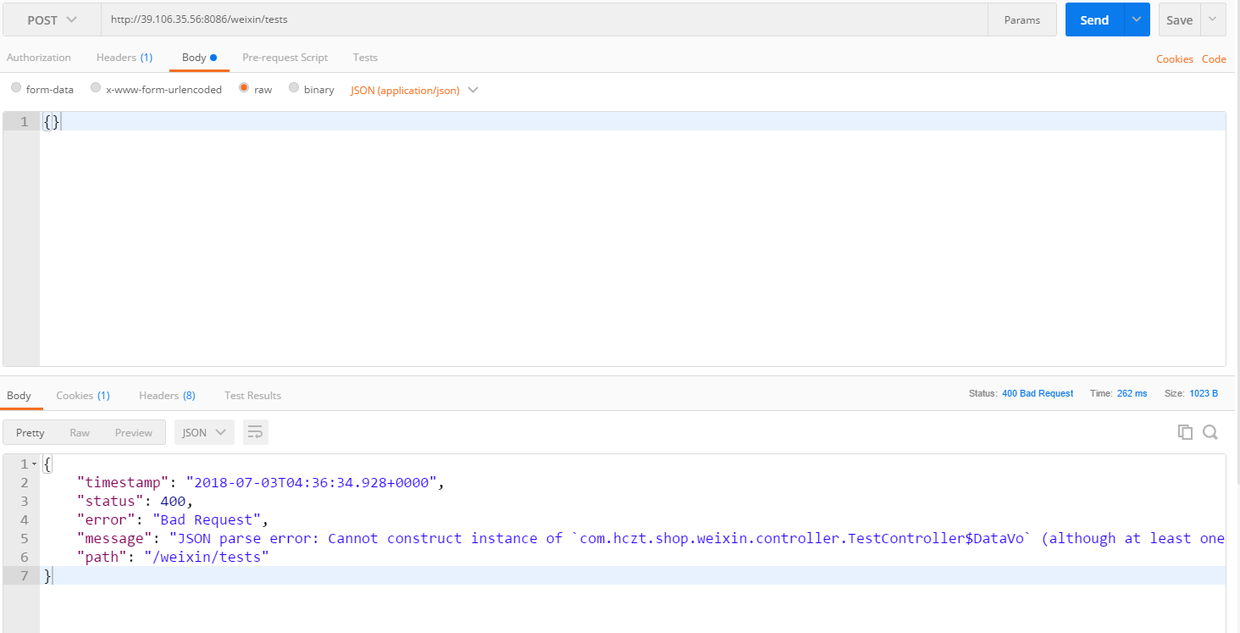 POST http://39.106.35.56:8086/weixin/tests Params Send Save
Authorization Headers (1) Body Pre-request Script Tests Cookies Code
form-data x-www-form-urlencoded raw binary JSON (application/json)
1 {}
Body Cookies (1) Headers (8) Test Results Status: 400 Bad Request Time: 262 ms Size: 1023 B
Pretty Raw Preview JSON
1 {
2 "timestamp": "2018-07-03T04:36:34.928+0000",
3 "status": 400,
4 "error": "Bad Request",
5 "message": "JSON parse error: Cannot construct instance of `com.hczt.shop.weixin.controller.TestController$DataVo` (although at least one
6 "path": "/weixin/tests"
7 }